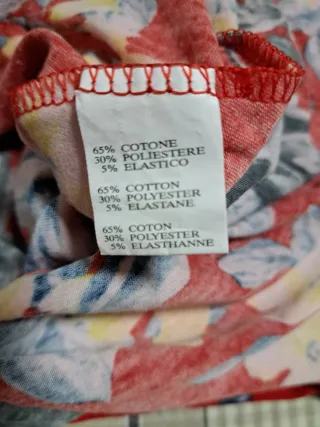 65% COTONE
30% POLIESTERE
5% ELASTICO
65% COTTON
30% POLYESTER
5% ELASTANE
65% COTON
30% POLYESTER
5% ELASTHANNE